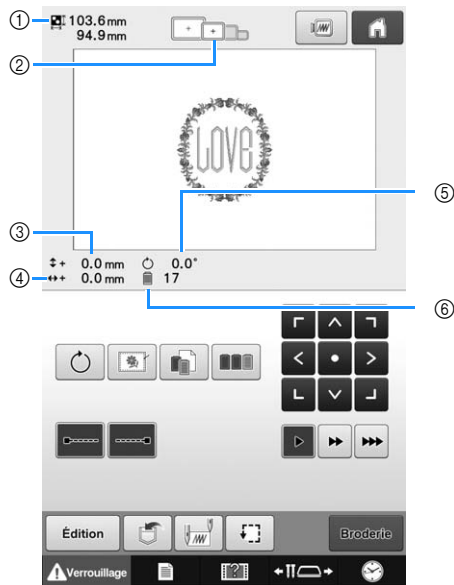 ① 103.6 mm
94.9 mm
②
LOVE
⑤
③
0.0 mm 0.0°
④ 0.0 mm 17
⑥
Édition
Broderie
Verrouillage